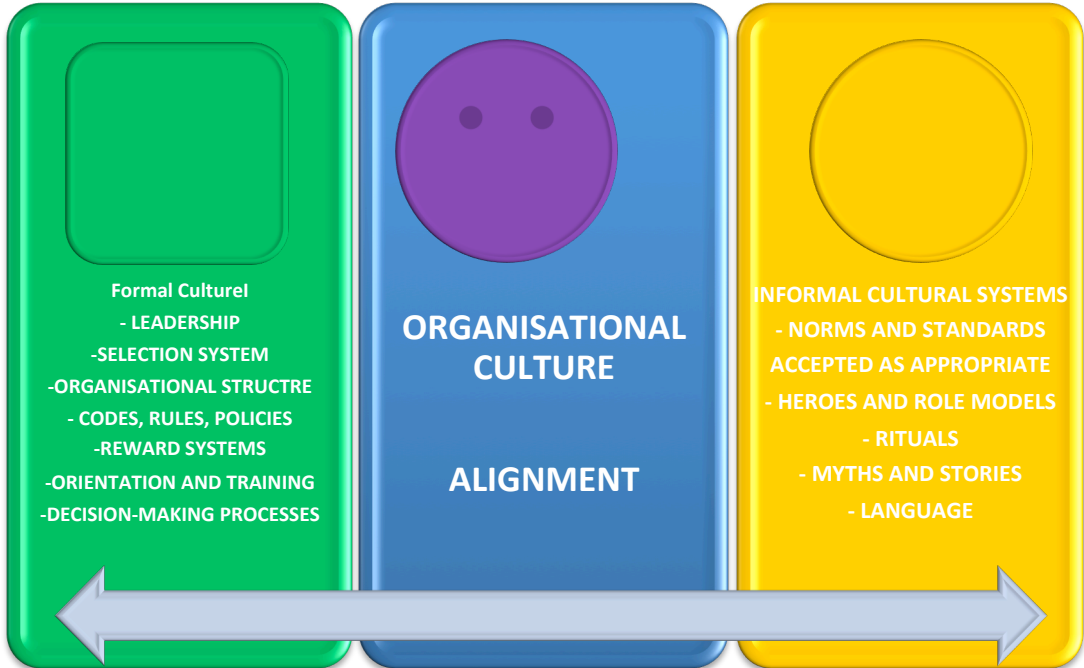 Formal Culturel
- LEADERSHIP
-SELECTION SYSTEM
-ORGANISATIONAL STRUCTRE
- CODES, RULES, POLICIES
-REWARD SYSTEMS
-ORIENTATION AND TRAINING
-DECISION-MAKING PROCESSES
ORGANISATIONAL
CULTURE
ALIGNMENT
INFORMAL CULTURAL SYSTEMS
- NORMS AND STANDARDS
ACCEPTED AS APPROPRIATE
- HEROES AND ROLE MODELS
- RITUALS
- MYTHS AND STORIES
- LANGUAGE